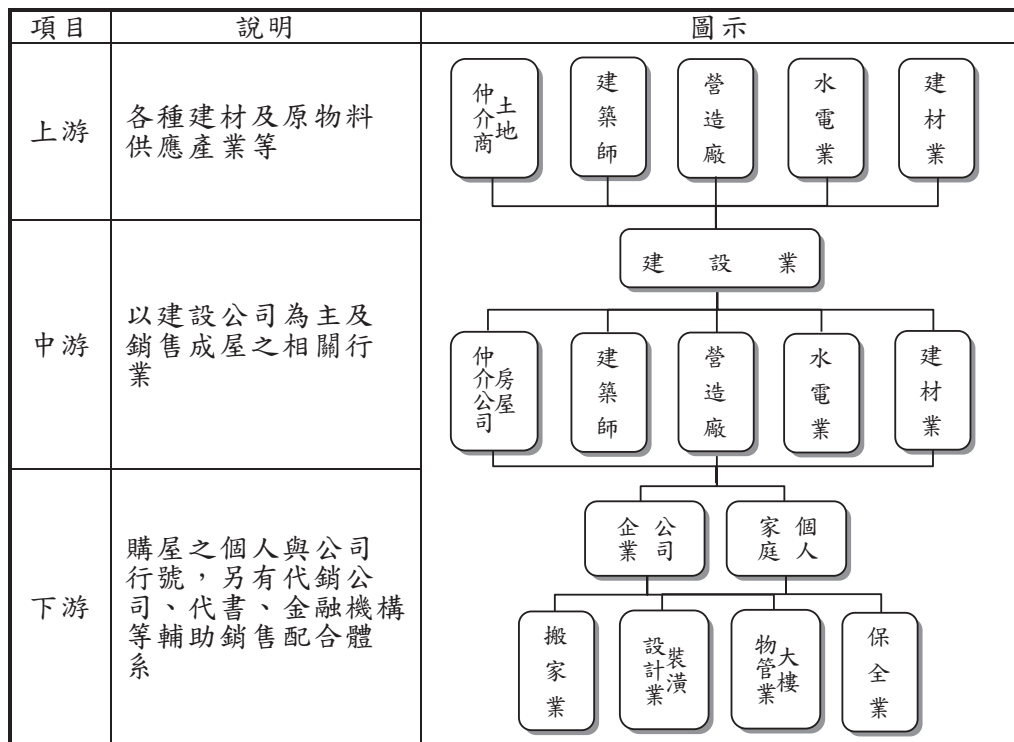 項目 說明 圖示
上游
各種建材及原物料
供應產業等
土地
仲介商
建築師
營造廠
水電業
建材業
建設業
中游
以建設公司為主及
銷售成屋之相關行
業
房屋
仲介公司
建築師
營造廠
水電業
建材業
下游
購屋之個人與公司
行號，另有代銷公
司、代書、金融機構
等輔助銷售配合體
系
公司
企業
個人
家庭
搬家業
裝潢
設計業
大樓
物管業
保全業